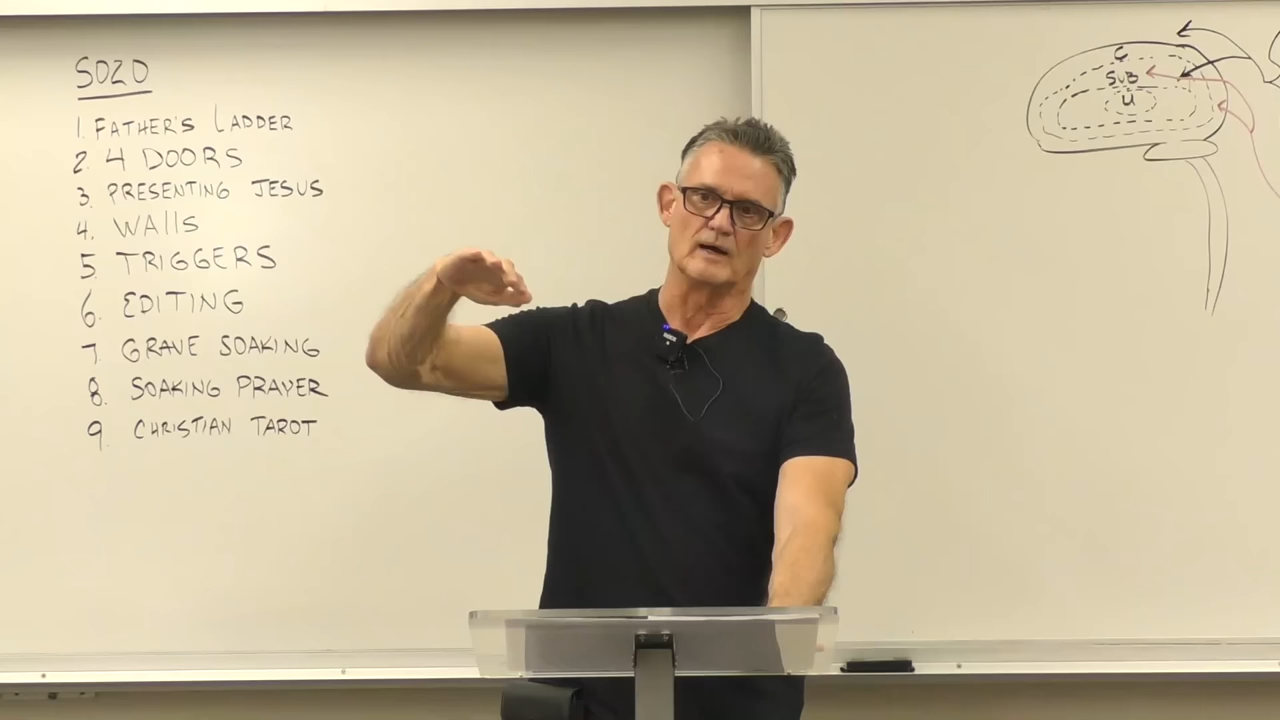 SOZO
1. FATHER'S LADDER
2. 4 DOORS
3. PRESENTING JESUS
4. WALLS
5. TRIGGERS
6. EDITING
7. GRAVE SOAKING
8. SOAKING PRAYER
9. CHRISTIAN TAROT
C
SUB
U